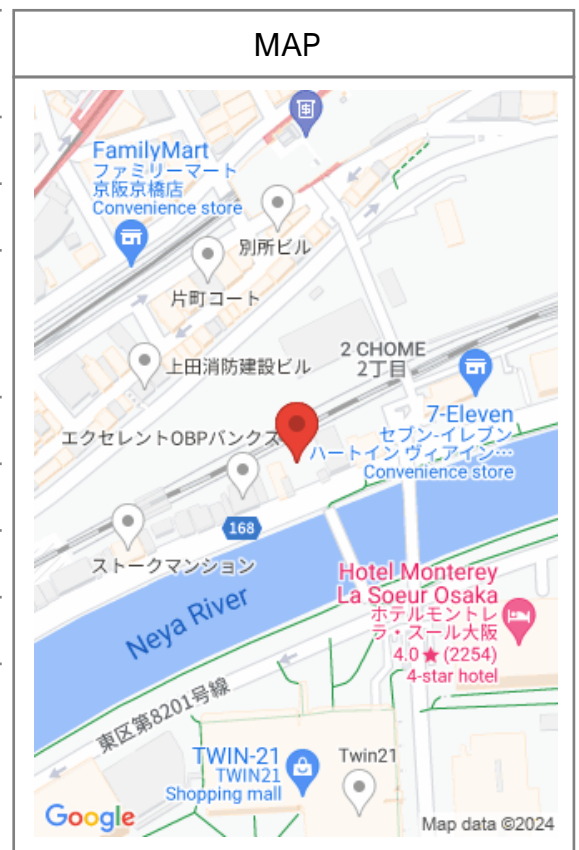 MAP
FamilyMart
ファミリーマート
京阪京橋店
Convenience store
別所ビル
片町コート
2 CHOME
2丁目
上田消防建設ビル
7-Eleven
セブン-イレブン
ハートイン ヴィアイン…
Convenience store
エクセレントOBPバンクス
168
ストークマンション
Hotel Monterey
La Soeur Osaka
ホテルモントレ
ラ・スール大阪
4.0★(2254)
4-star hotel
Neya River
東区第8201号線
TWIN-21
TWIN21
Shopping mall
Twin21
Google
Map data ©2024